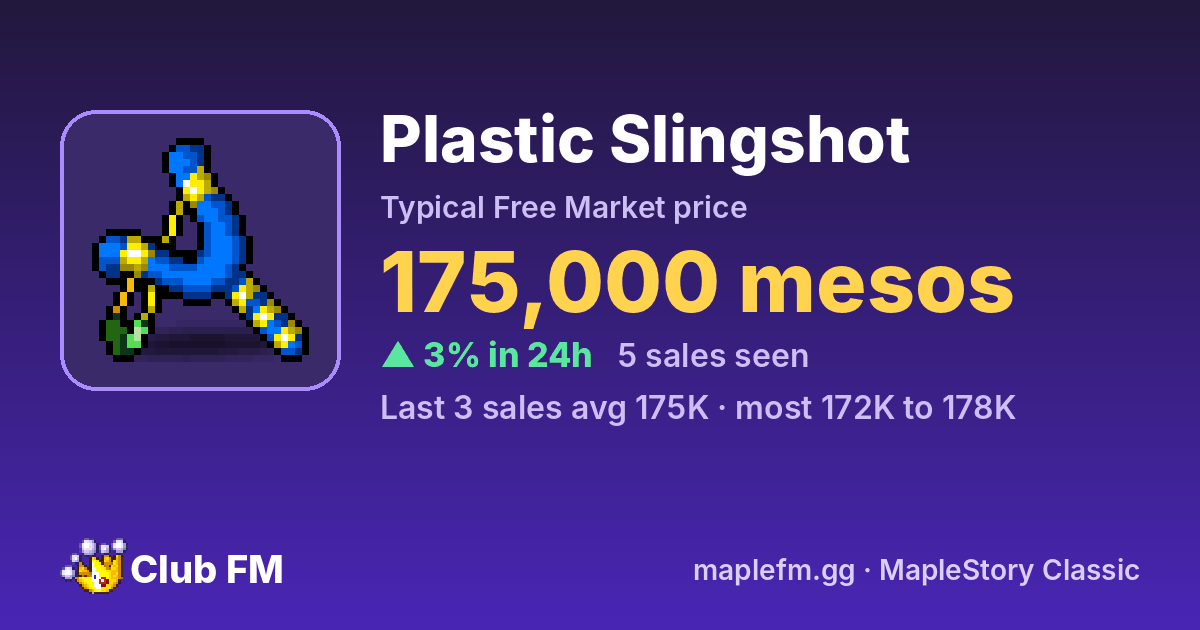 Plastic Slingshot
Typical Free Market price
175,000 mesos
▲ 3% in 24h 5 sales seen
Last 3 sales avg 175K · most 172K to 178K
Club FM
maplefm.gg · MapleStory Classic